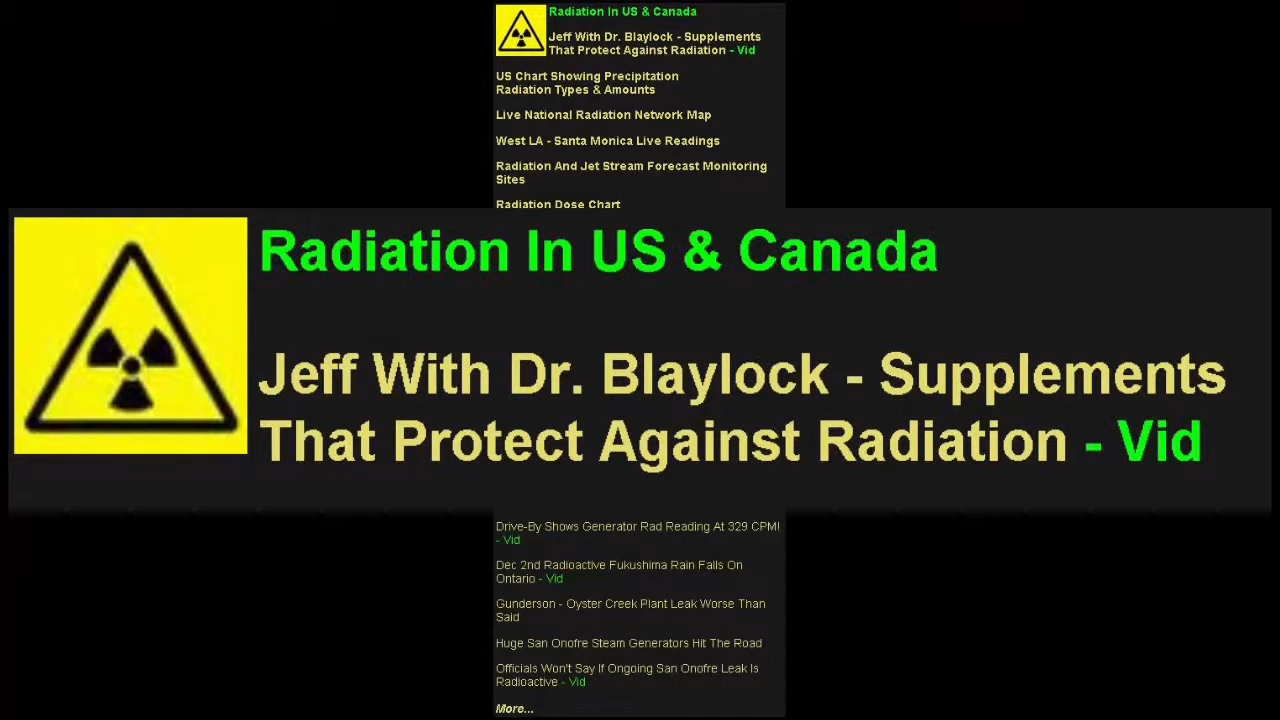 Radiation In US & Canada
Jeff With Dr. Blaylock - Supplements
That Protect Against Radiation - Vid
US Chart Showing Precipitation
Radiation Types & Amounts
Live National Radiation Network Map
West LA - Santa Monica Live Readings
Radiation And Jet Stream Forecast Monitoring
Sites
Radiation Dose Chart
Radiation In US & Canada
Jeff With Dr. Blaylock - Supplements
That Protect Against Radiation - Vid
Drive-By Shows Generator Rad Reading At 329 CPM!
- Vid
Dec 2nd Radioactive Fukushima Rain Falls On
Ontario - Vid
Gunderson - Oyster Creek Plant Leak Worse Than
Said
Huge San Onofre Steam Generators Hit The Road
Officials Won't Say If Ongoing San Onofre Leak Is
Radioactive - Vid
More...